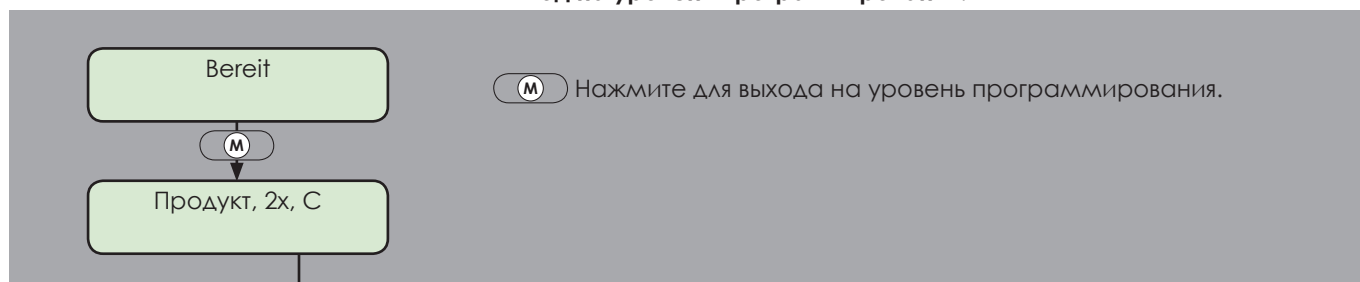 Bereit
M Нажмите для выхода на уровень программирования.
M
Продукт, 2x, C